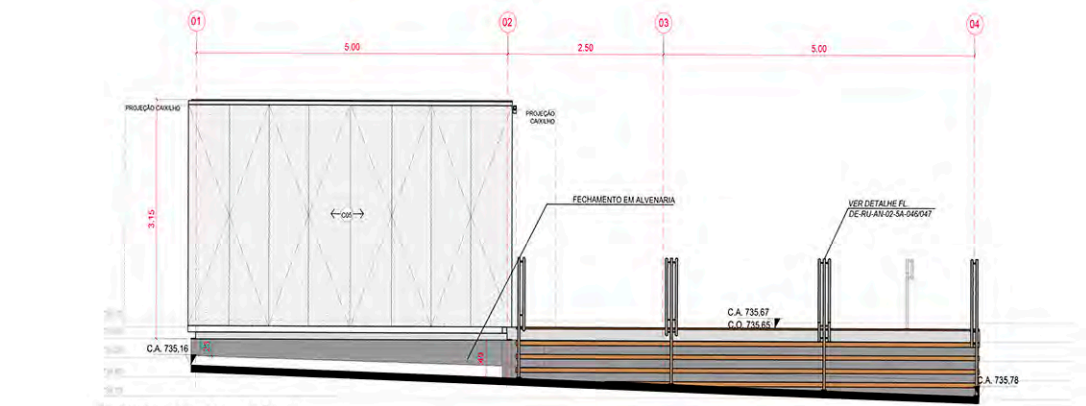 01
02
03
04
5.00
2.50
5.00
PROJEÇÃO CAIXILHO
PROJEÇÃO
CAIXILHO
3.15
C05
FECHAMENTO EM ALVENARIA
VER DETALHE FL.
DE-RU-AN-02-5A-046/047
C.A. 735,67
C.O. 735,65
C.A. 735,16
C.A. 735,78